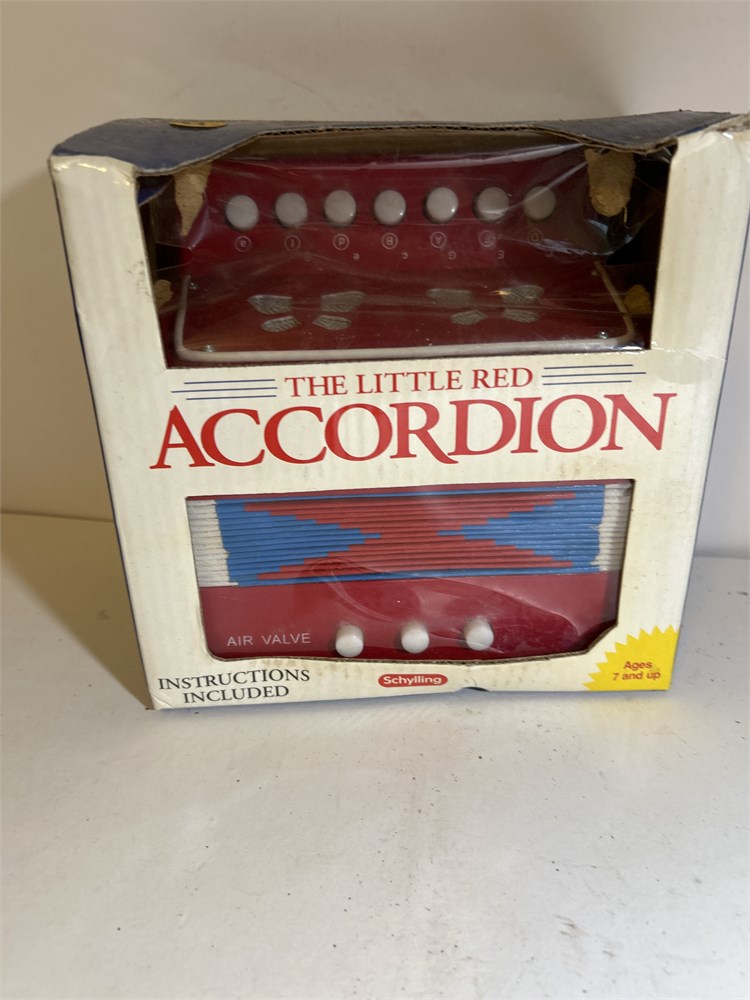 THE LITTLE RED
ACCORDION
AIR VALVE
INSTRUCTIONS
INCLUDED
Schylling
Ages
7 and up